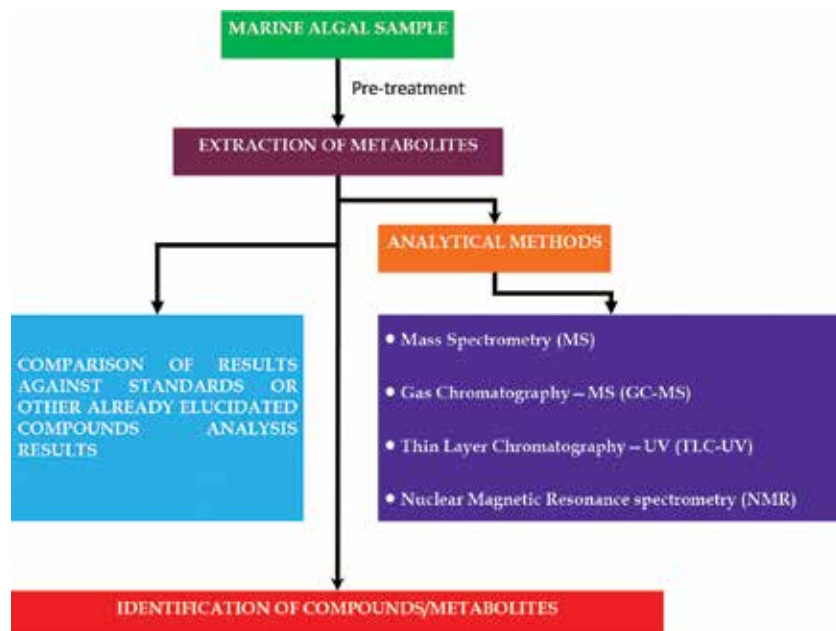 MARINE ALGAL SAMPLE
Pre-treatment
EXTRACTION OF METABOLITES
ANALYTICAL METHODS
COMPARISON OF RESULTS
AGAINST STANDARDS OR
OTHER ALREADY ELUCIDATED
COMPOUNDS ANALYSIS
RESULTS
• Mass Spectrometry (MS)
• Gas Chromatography – MS (GC-MS)
• Thin Layer Chromatography – UV (TLC-UV)
• Nuclear Magnetic Resonance spectrometry (NMR)
IDENTIFICATION OF COMPOUNDS/METABOLITES